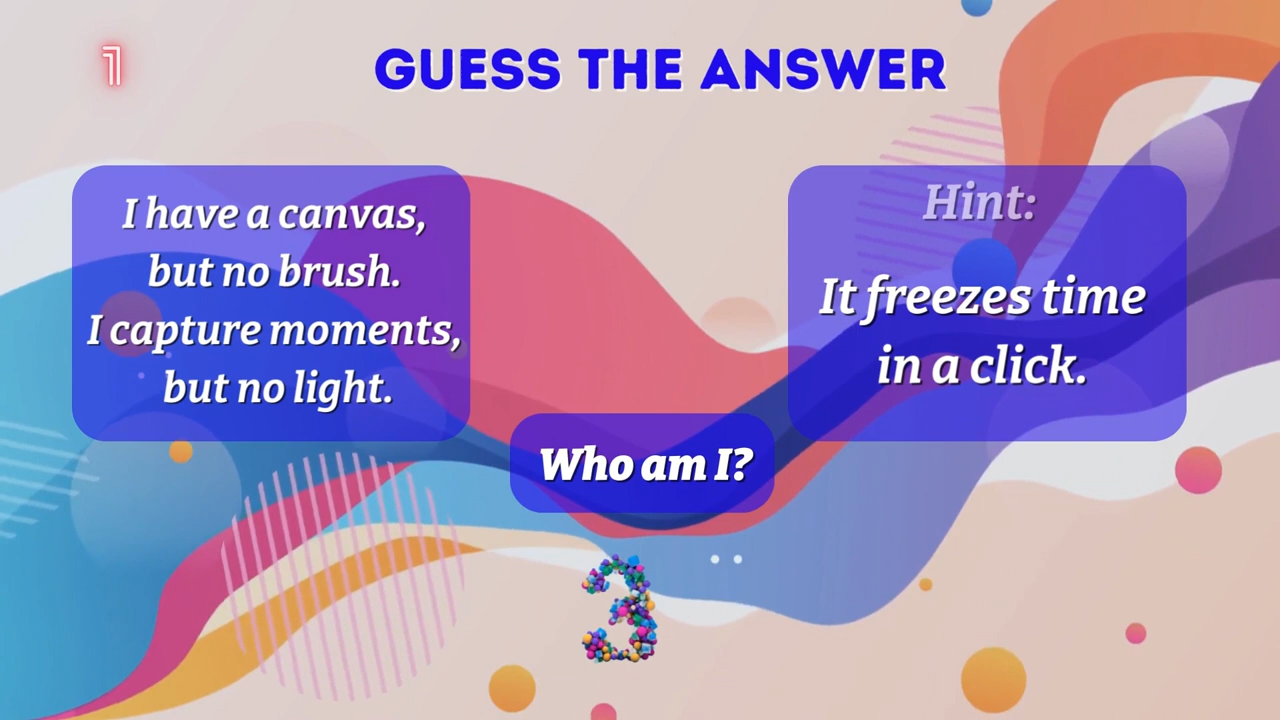 1
GUESS THE ANSWER
I have a canvas,
but no brush.
I capture moments,
but no light.
Hint:
It freezes time
in a click.
Who am I?
3